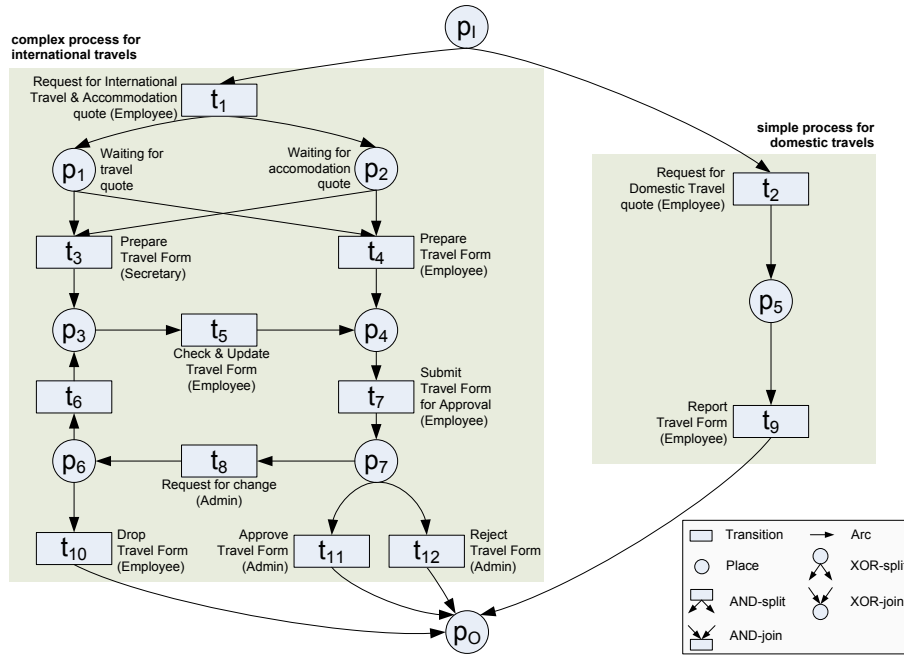 complex process for
international travels
pI
Request for International
Travel & Accommodation
quote (Employee)
t1
simple process for
domestic travels
p1
Waiting for
travel
quote
Waiting for
accomodation
quote
p2
Request for
Domestic Travel
quote (Employee)
t2
t3
Prepare
Travel Form
(Secretary)
t4
Prepare
Travel Form
(Employee)
p3
t5
Check & Update
Travel Form
(Employee)
p4
p5
t6
t7
Submit
Travel Form
for Approval
(Employee)
Report
Travel Form
(Employee)
t9
p6
t8
Request for change
(Admin)
p7
t10
Drop
Travel Form
(Employee)
Approve
Travel Form
(Admin)
t11
t12
Reject
Travel Form
(Admin)
pO
Transition
Arc
Place
XOR-split
AND-split
XOR-join
AND-join